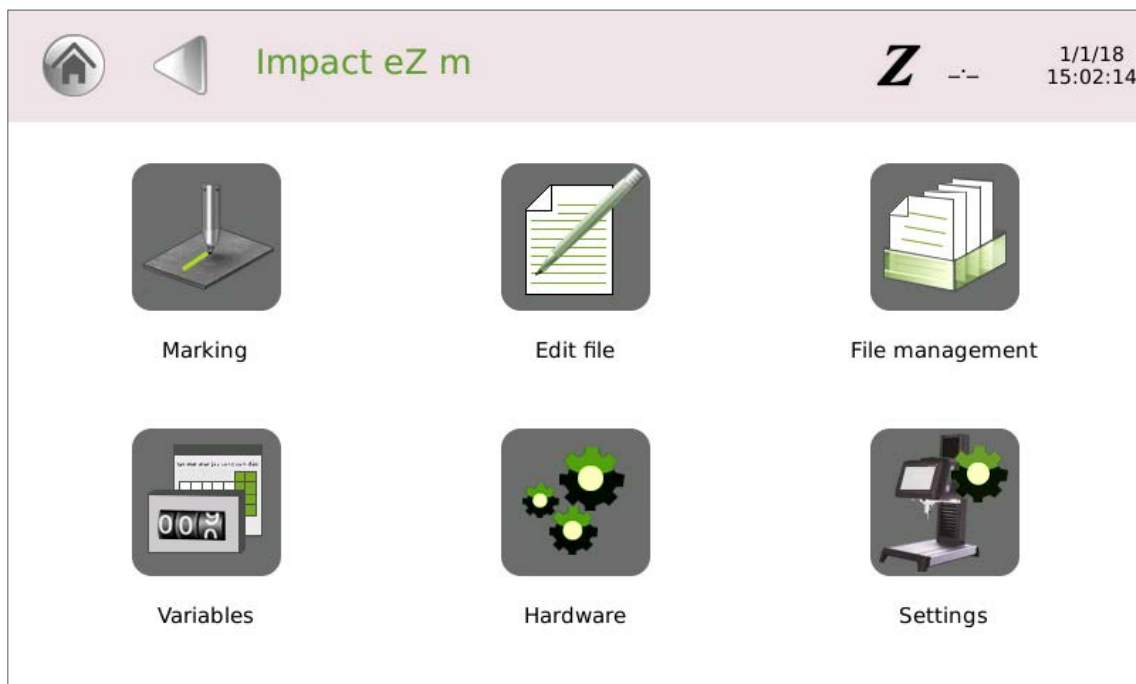 Impact eZ m
Z _._
1/1/18
15:02:14
Marking
Edit file
File management
Variables
Hardware
Settings